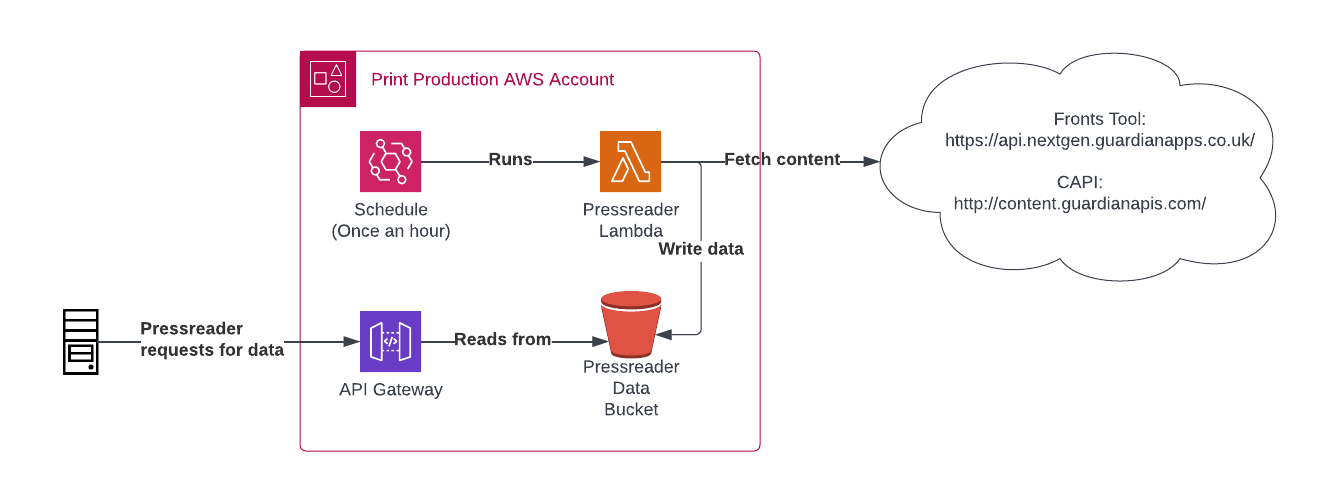 Print Production AWS Account
Fronts Tool:
https://api.nextgen.guardianapps.co.uk/
CAPI:
http://content.guardianapis.com/
Runs
Fetch content
Schedule
(Once an hour)
Pressreader
Lambda
Write data
Pressreader
requests for data
Reads from
API Gateway
Pressreader
Data
Bucket